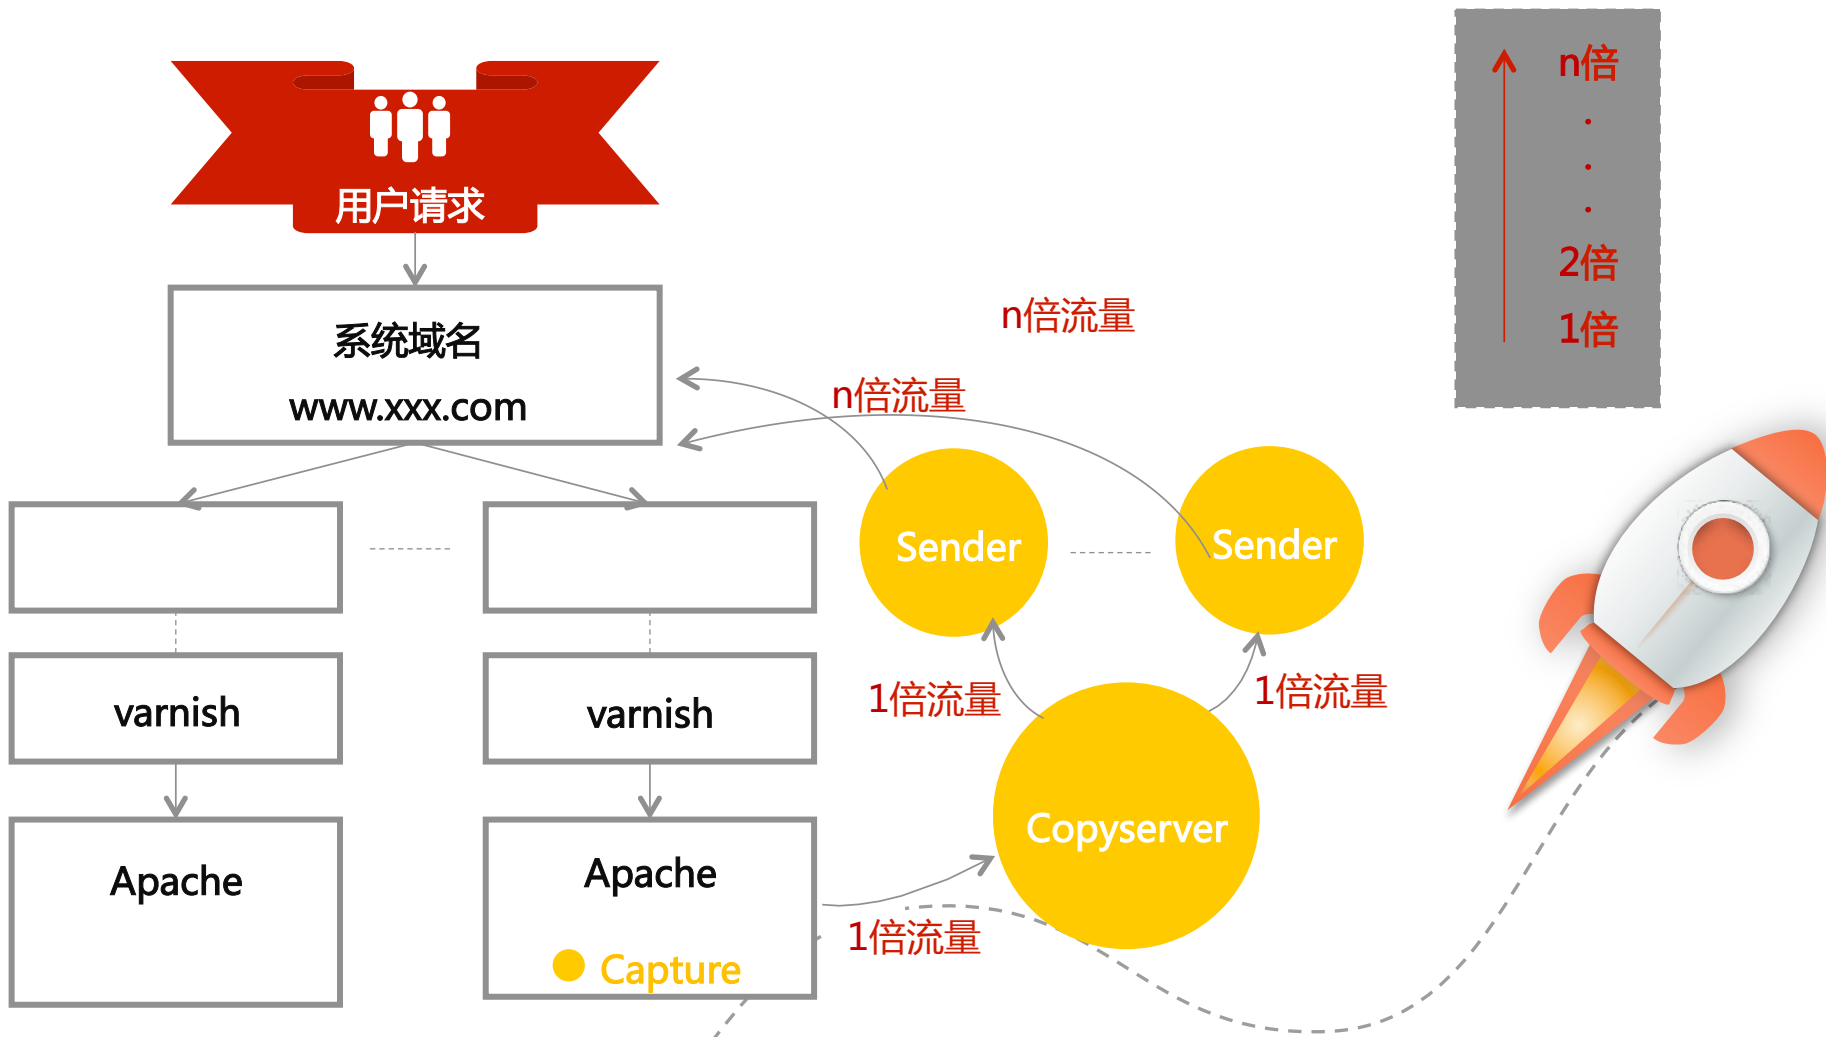 用户请求
系统域名
www.xxx.com
varnish
varnish
Apache
Apache
Capture
n倍流量
n倍流量
Sender
Sender
1倍流量
1倍流量
Copyserver
1倍流量
n倍
.
.
.
2倍
1倍